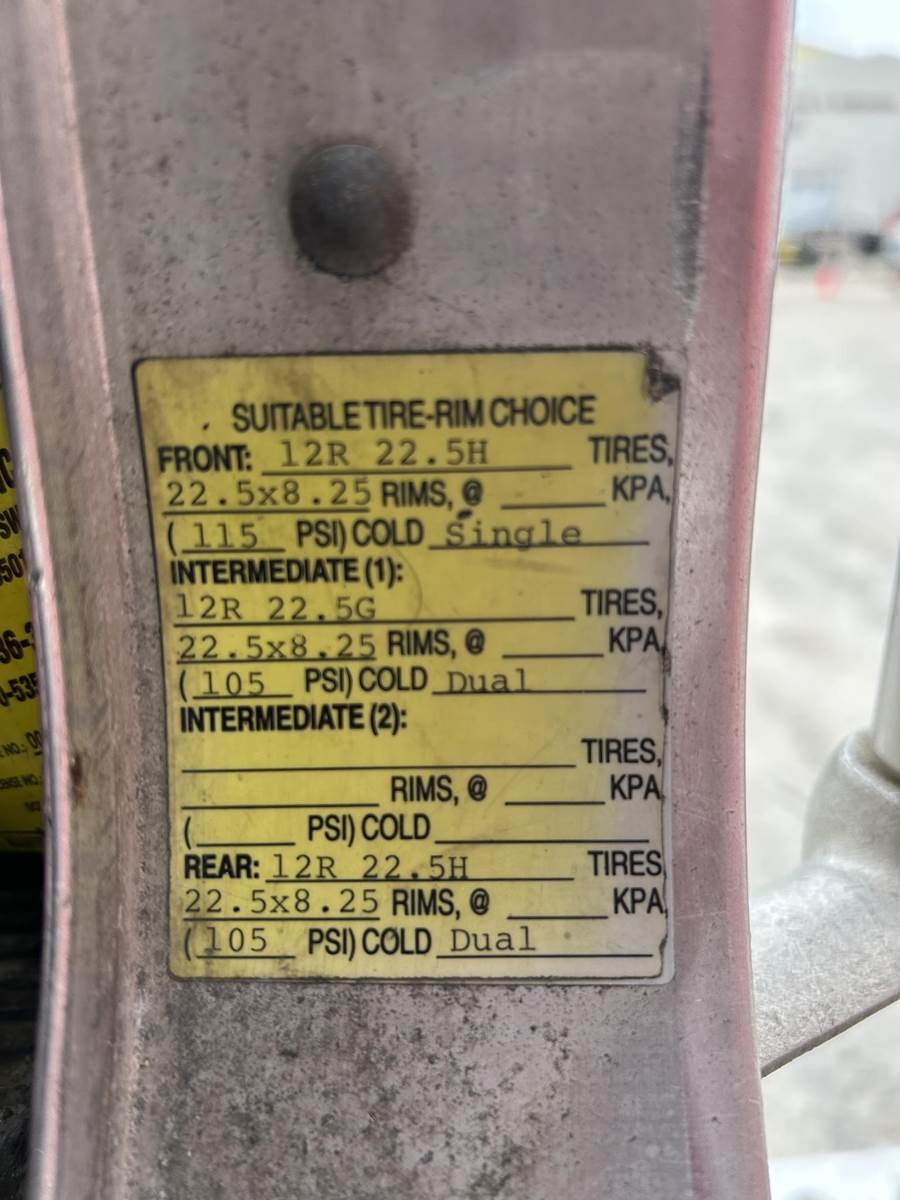 SUITABLE TIRE-RIM CHOICE
FRONT: 12R 22.5H TIRES,
22.5x8.25 RIMS, @ KPA,
(115 PSI) COLD Single
INTERMEDIATE (1):
12R 22.5G TIRES,
22.5x8.25 RIMS, @ KPA,
(105 PSI) COLD Dual
INTERMEDIATE (2):
TIRES,
RIMS, @ KPA
( PSI) COLD
REAR: 12R 22.5H TIRES,
22.5x8.25 RIMS, @ KPA,
(105 PSI) COLD Dual